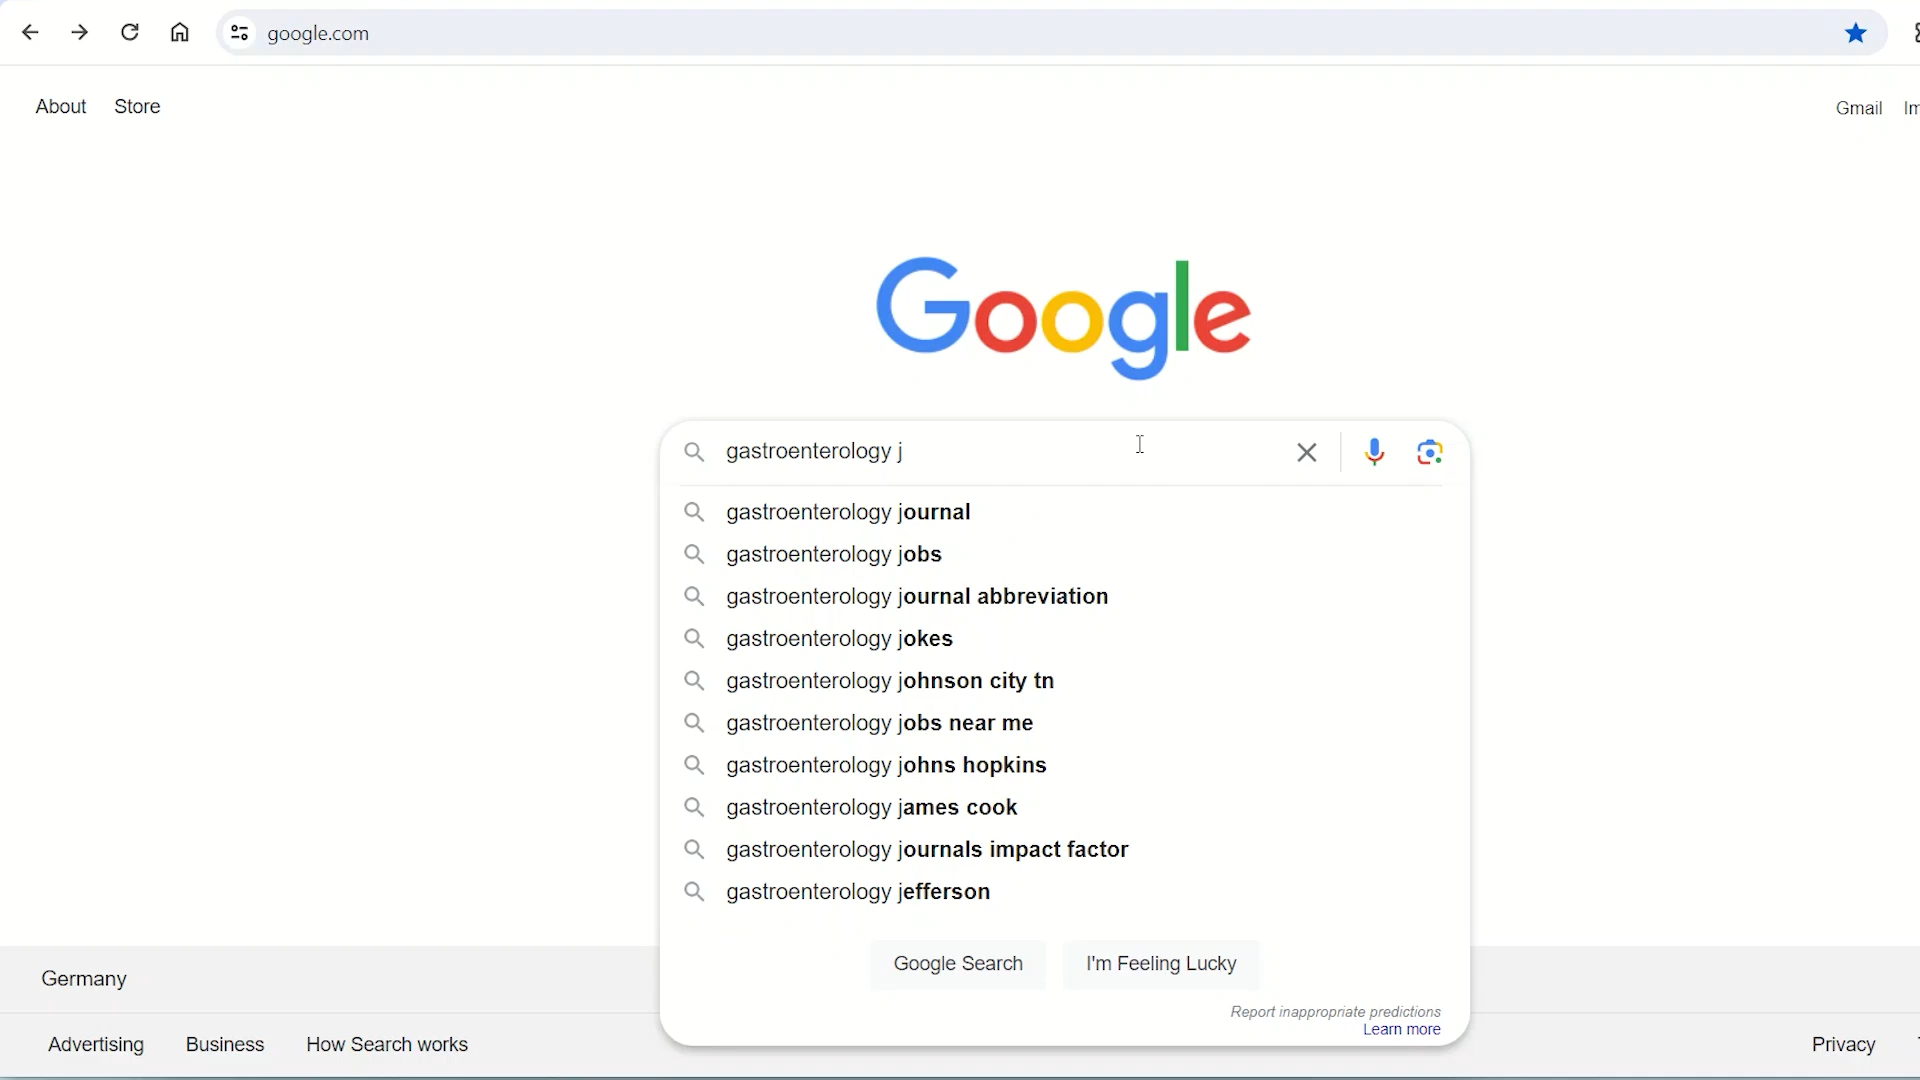 google.com
About Store
Gmail
Google
gastroenterology j
gastroenterology journal
gastroenterology jobs
gastroenterology journal abbreviation
gastroenterology jokes
gastroenterology johnson city tn
gastroenterology jobs near me
gastroenterology johns hopkins
gastroenterology james cook
gastroenterology journals impact factor
gastroenterology jefferson
Google Search I'm Feeling Lucky
Report inappropriate predictions
Learn more
Germany
Advertising Business How Search works
Privacy